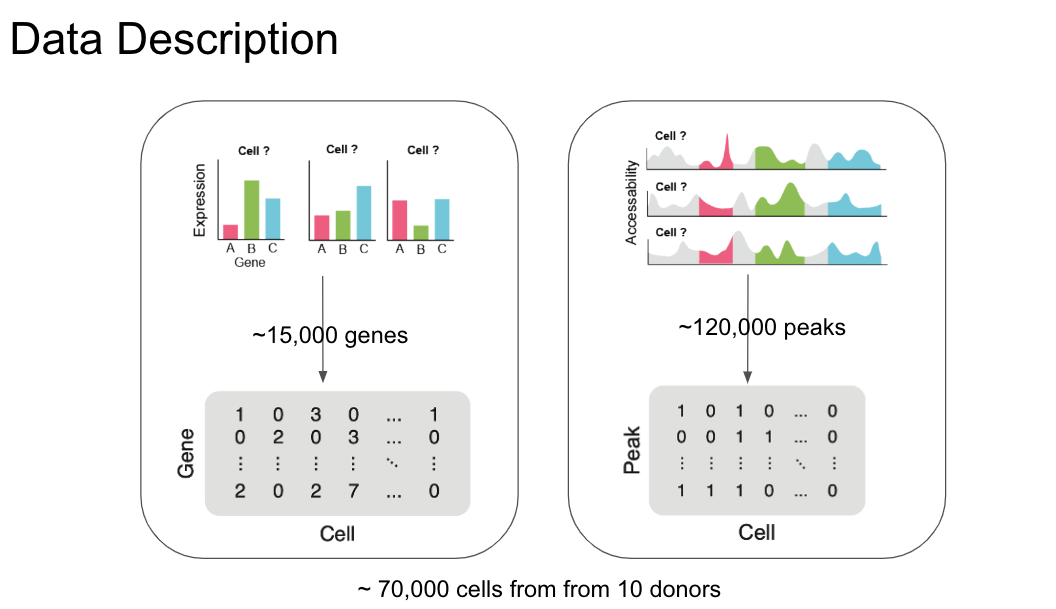 Data Description
Cell ? Cell ? Cell ?
Expression
A B C A B C A B C
Gene
~15,000 genes
Gene
1 0 3 0 ... 1
0 2 0 3 ... 0
⋮ ⋮ ⋮ ⋮ ⋱ ⋮
2 0 2 7 ... 0
Cell
Cell ?
Cell ?
Cell ?
Accessability
~120,000 peaks
Peak
1 0 1 0 ... 0
0 0 1 1 ... 0
⋮ ⋮ ⋮ ⋮ ⋱ ⋮
1 1 1 0 ... 0
Cell
~ 70,000 cells from from 10 donors